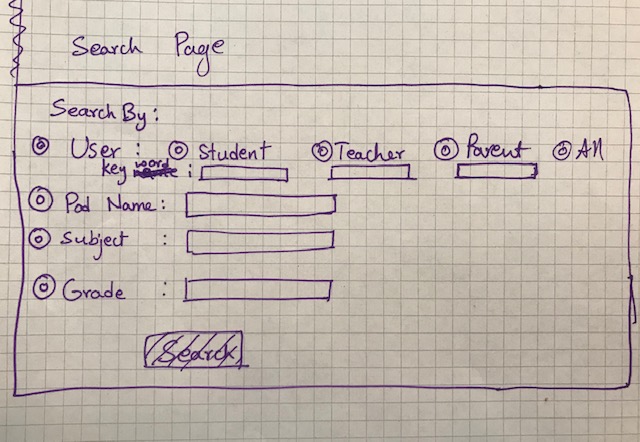 Search Page
Search By:
User : Student Teacher Parent All
key word :
Pod Name :
Subject :
Grade :
Search